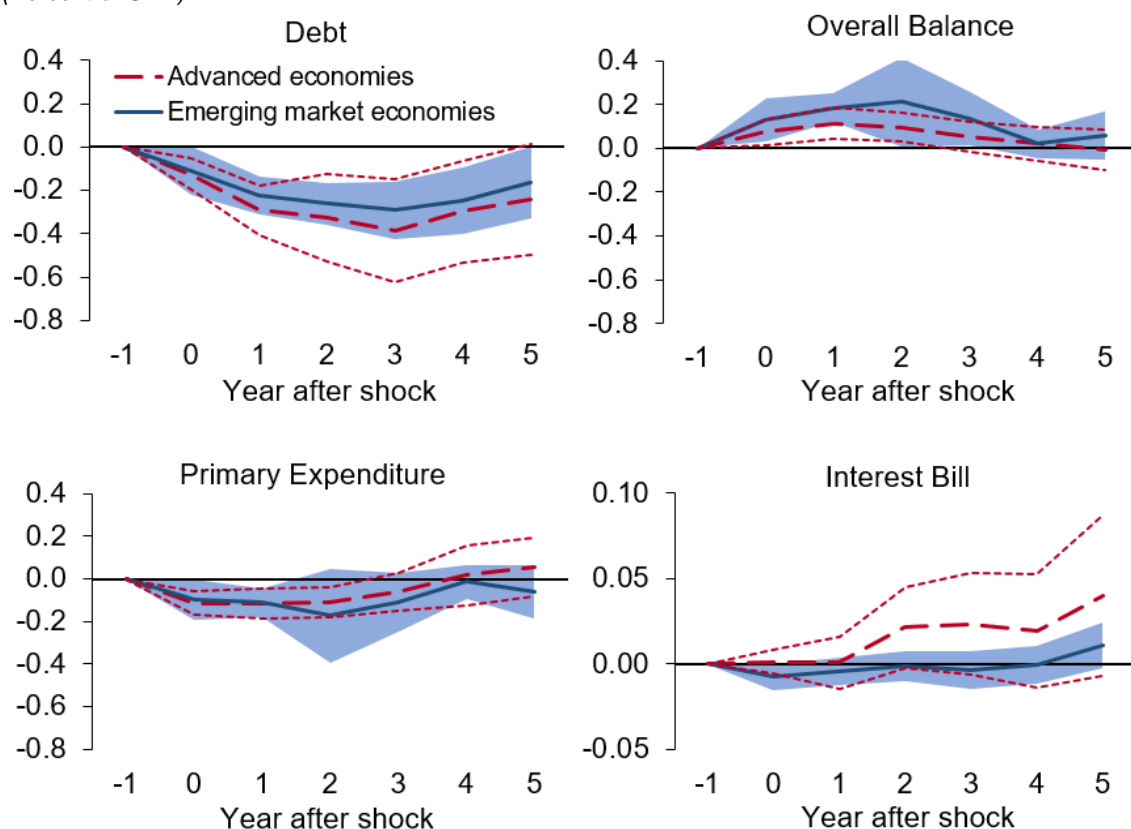 Debt
0.4
0.2
0.0
-0.2
-0.4
-0.6
-0.8
Advanced economies
Emerging market economies
-1 0 1 2 3 4 5
Year after shock
Overall Balance
0.4
0.2
0.0
-0.2
-0.4
-0.6
-0.8
-1 0 1 2 3 4 5
Year after shock
Primary Expenditure
0.4
0.2
0.0
-0.2
-0.4
-0.6
-0.8
-1 0 1 2 3 4 5
Year after shock
Interest Bill
0.10
0.05
0.00
-0.05
-1 0 1 2 3 4 5
Year after shock